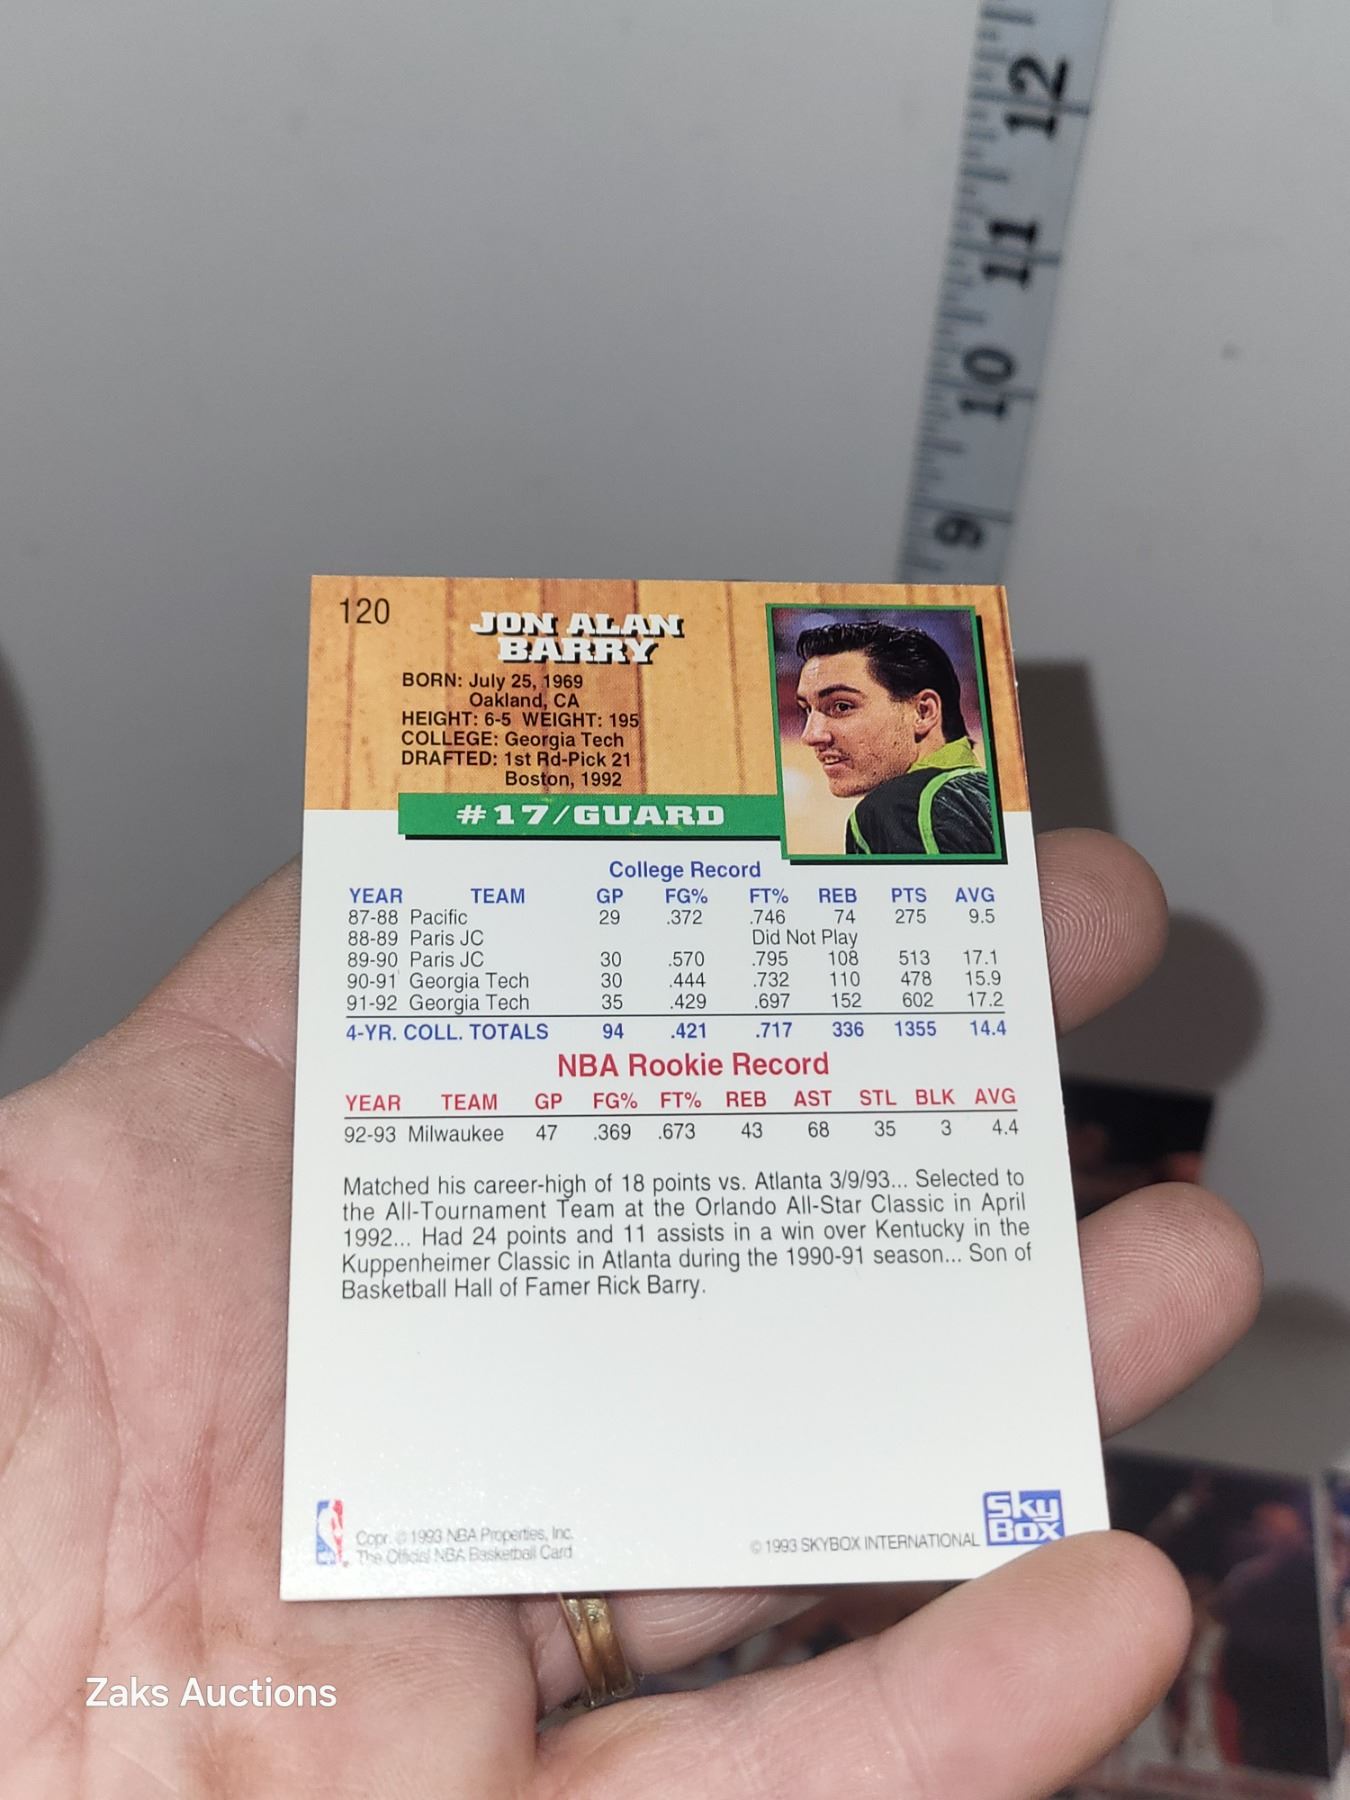 12
11
10
9
120
JON ALAN
BARRY
BORN: July 25, 1969
Oakland, CA
HEIGHT: 6-5 WEIGHT: 195
COLLEGE: Georgia Tech
DRAFTED: 1st Rd-Pick 21
Boston, 1992
#17/GUARD
College Record
YEAR TEAM GP FG% FT% REB PTS AVG
87-88 Pacific 29 .372 .746 74 275 9.5
88-89 Paris JC Did Not Play
89-90 Paris JC 30 .570 .795 108 513 17.1
90-91 Georgia Tech 30 .444 .732 110 478 15.9
91-92 Georgia Tech 35 .429 .697 152 602 17.2
4-YR. COLL. TOTALS 94 .421 .717 336 1355 14.4
NBA Rookie Record
YEAR TEAM GP FG% FT% REB AST STL BLK AVG
92-93 Milwaukee 47 .369 .673 43 68 35 3 4.4
Matched his career-high of 18 points vs. Atlanta 3/9/93... Selected to
the All-Tournament Team at the Orlando All-Star Classic in April
1992... Had 24 points and 11 assists in a win over Kentucky in the
Kuppenheimer Classic in Atlanta during the 1990-91 season... Son of
Basketball Hall of Famer Rick Barry.
Copr. © 1993 NBA Properties, Inc.
The Official NBA Basketball Card
© 1993 SKYBOX INTERNATIONAL
Sky
Box
Zaks Auctions